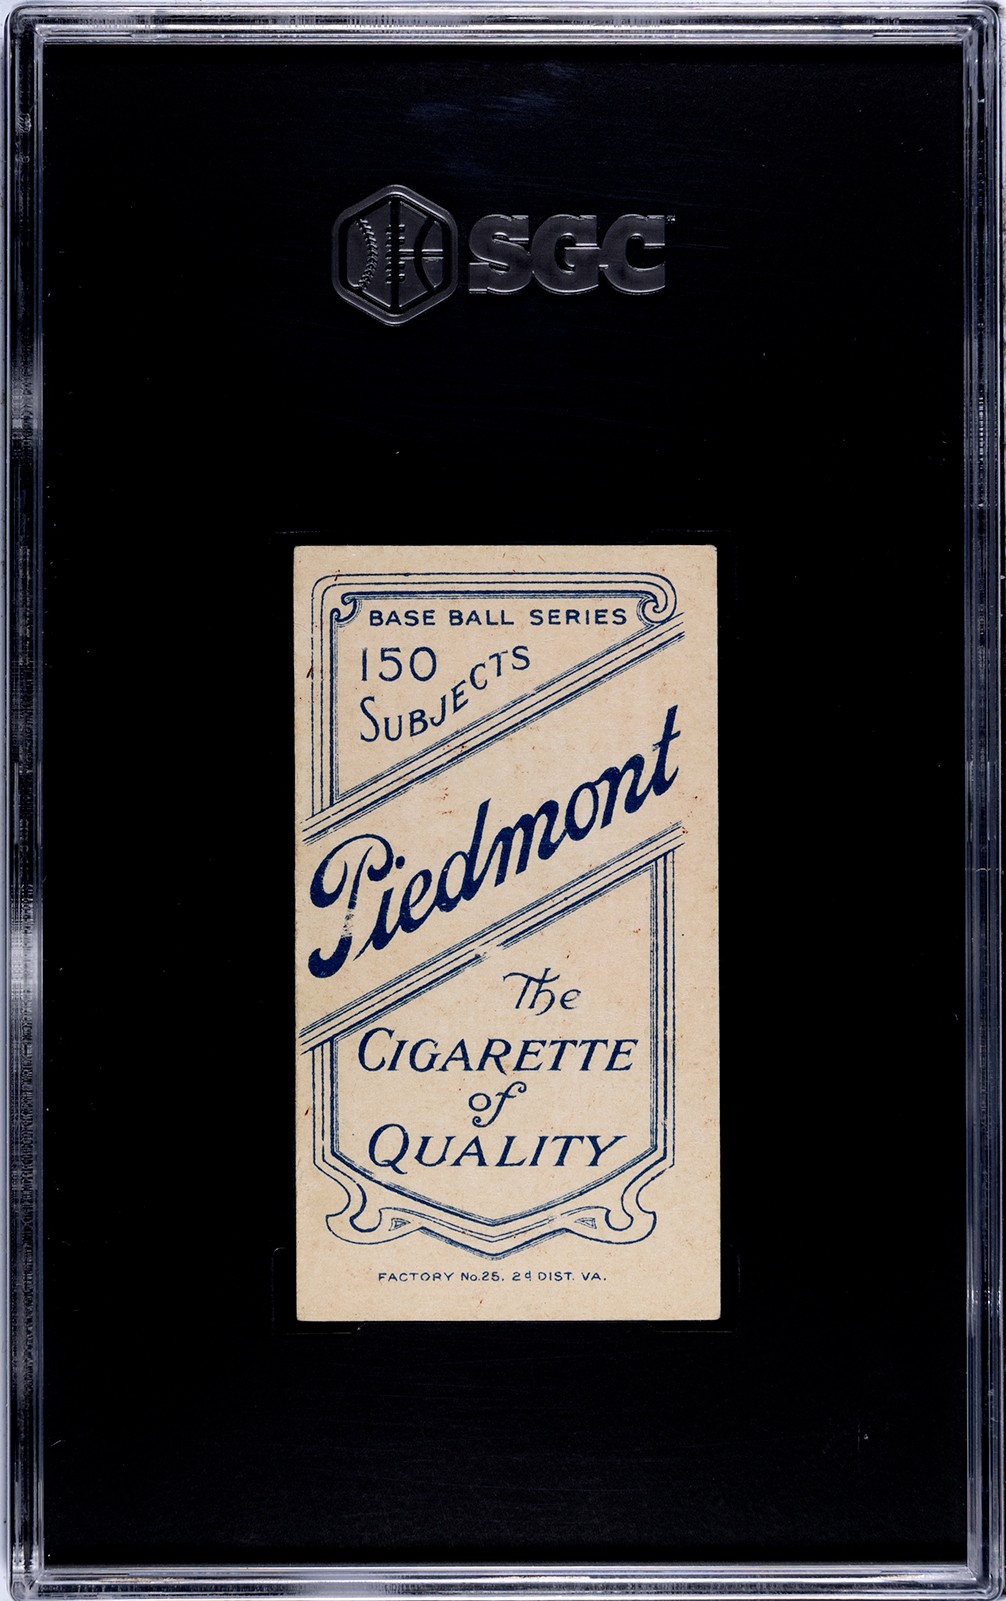 SGC
BASE BALL SERIES
150
SUBJECTS
Piedmont
The
CIGARETTE
of
QUALITY
FACTORY No.25. 2d DIST. VA.